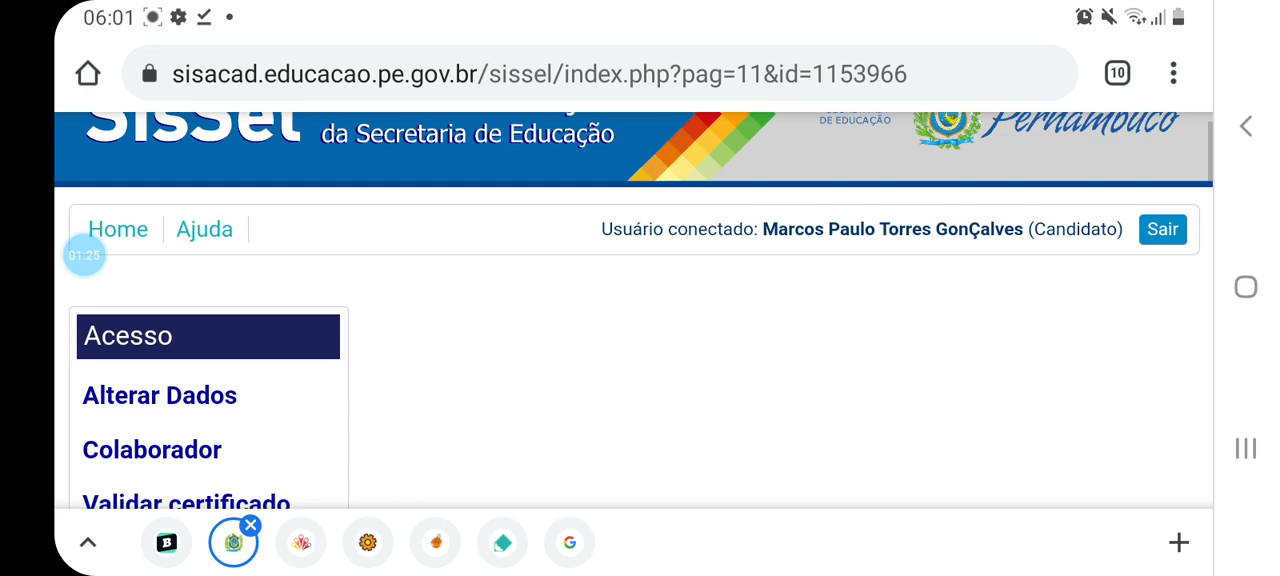 06:01
sisacad.educacao.pe.gov.br/sissel/index.php?pag=11&id=1153966
10
SisSel
da Secretaria de Educação
DE EDUCAÇÃO
Pernambuco
Home
Ajuda
Usuário conectado: Marcos Paulo Torres GonÇalves (Candidato)
Sair
01:25
Acesso
Alterar Dados
Colaborador
Validar certificado
B
G